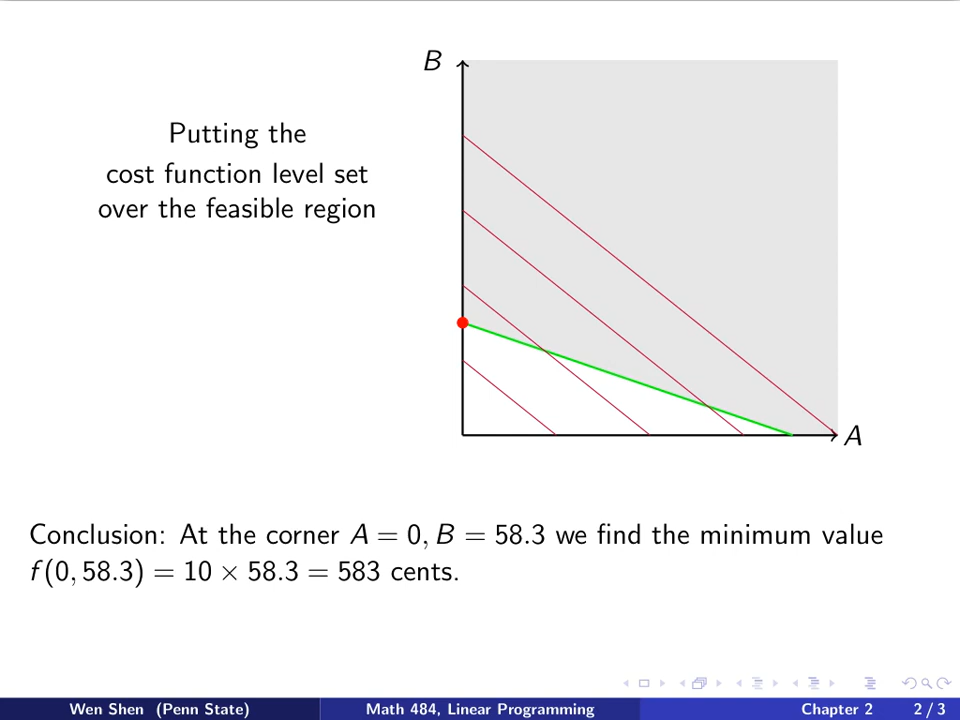 B
Putting the
cost function level set
over the feasible region
A
Conclusion: At the corner A = 0, B = 58.3 we find the minimum value
f(0, 58.3) = 10 × 58.3 = 583 cents.
Wen Shen (Penn State) Math 484, Linear Programming Chapter 2 2 / 3